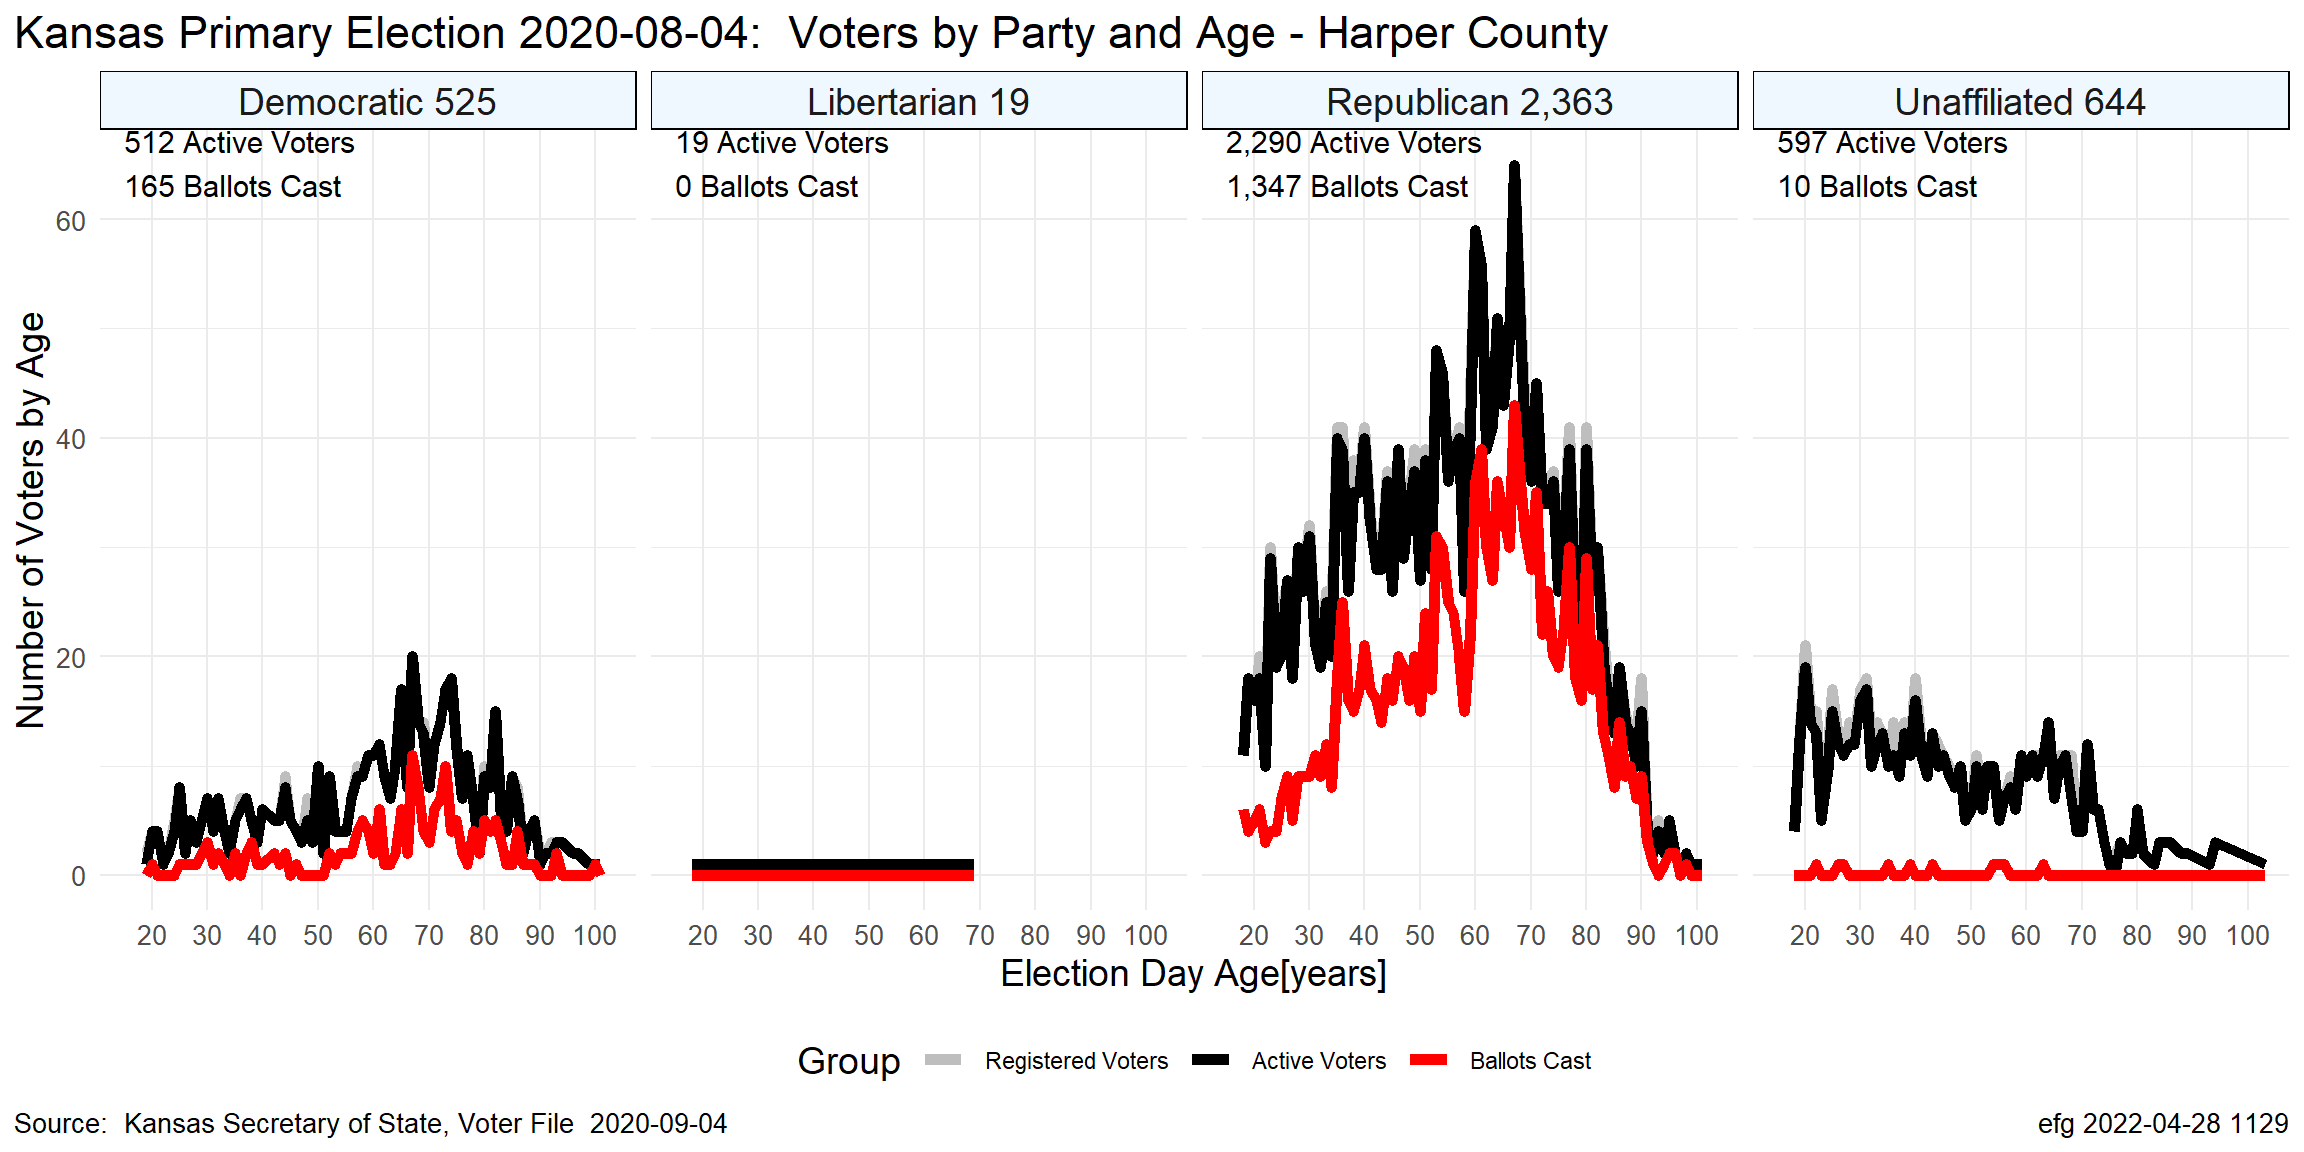 Kansas Primary Election 2020-08-04:  Voters by Party and Age - Harper County
Democratic 525
Libertarian 19
Republican 2,363
Unaffiliated 644
512 Active Voters
165 Ballots Cast
19 Active Voters
0 Ballots Cast
2,290 Active Voters
1,347 Ballots Cast
597 Active Voters
10 Ballots Cast
Number of Voters by Age
60
40
20
0
20 30 40 50 60 70 80 90 100
20 30 40 50 60 70 80 90 100
20 30 40 50 60 70 80 90 100
20 30 40 50 60 70 80 90 100
Election Day Age[years]
Group Registered Voters Active Voters Ballots Cast
Source:  Kansas Secretary of State, Voter File  2020-09-04
efg 2022-04-28 1129